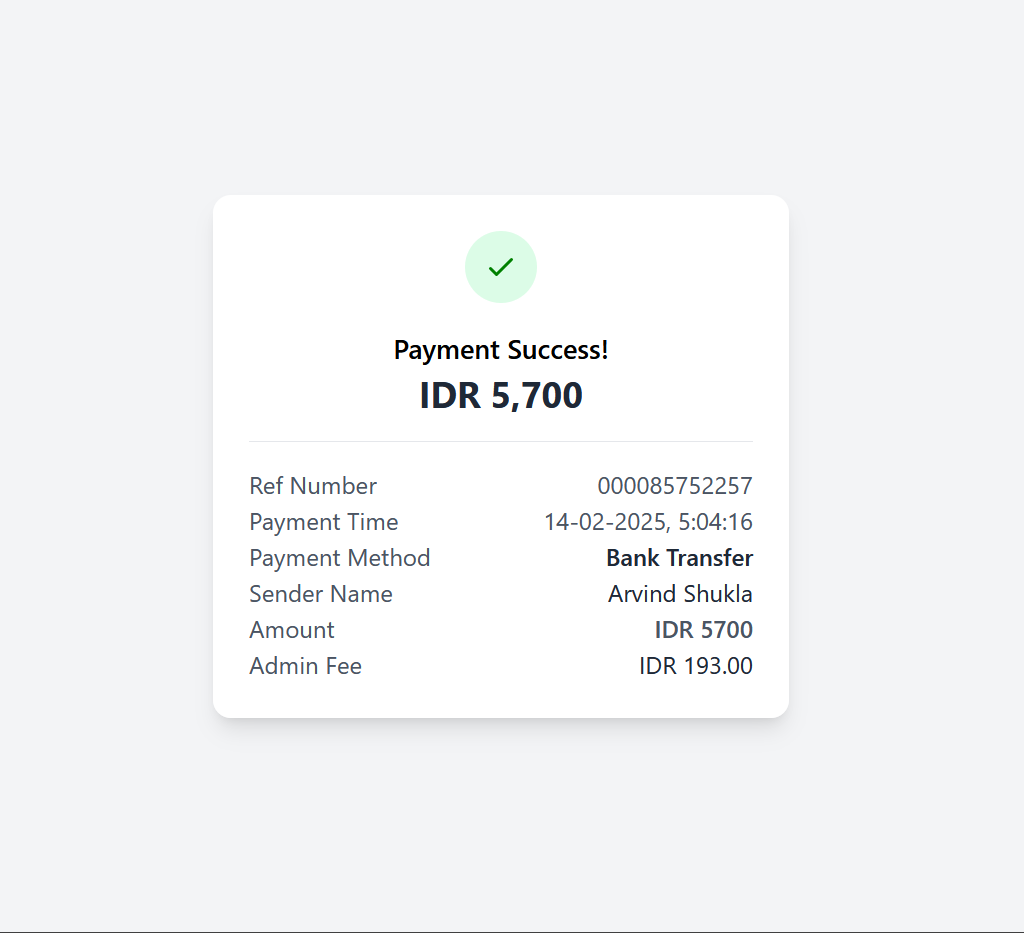 Payment Success!
IDR 5,700
Ref Number 000085752257
Payment Time 14-02-2025, 5:04:16
Payment Method Bank Transfer
Sender Name Arvind Shukla
Amount IDR 5700
Admin Fee IDR 193.00